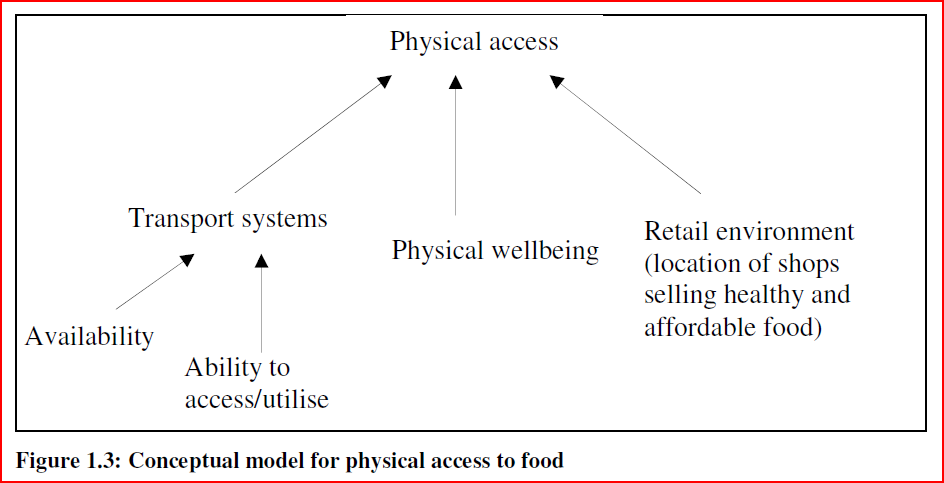 Physical access
Transport systems
Physical wellbeing
Retail environment
(location of shops
selling healthy and
affordable food)
Availability
Ability to
access/utilise
Figure 1.3: Conceptual model for physical access to food